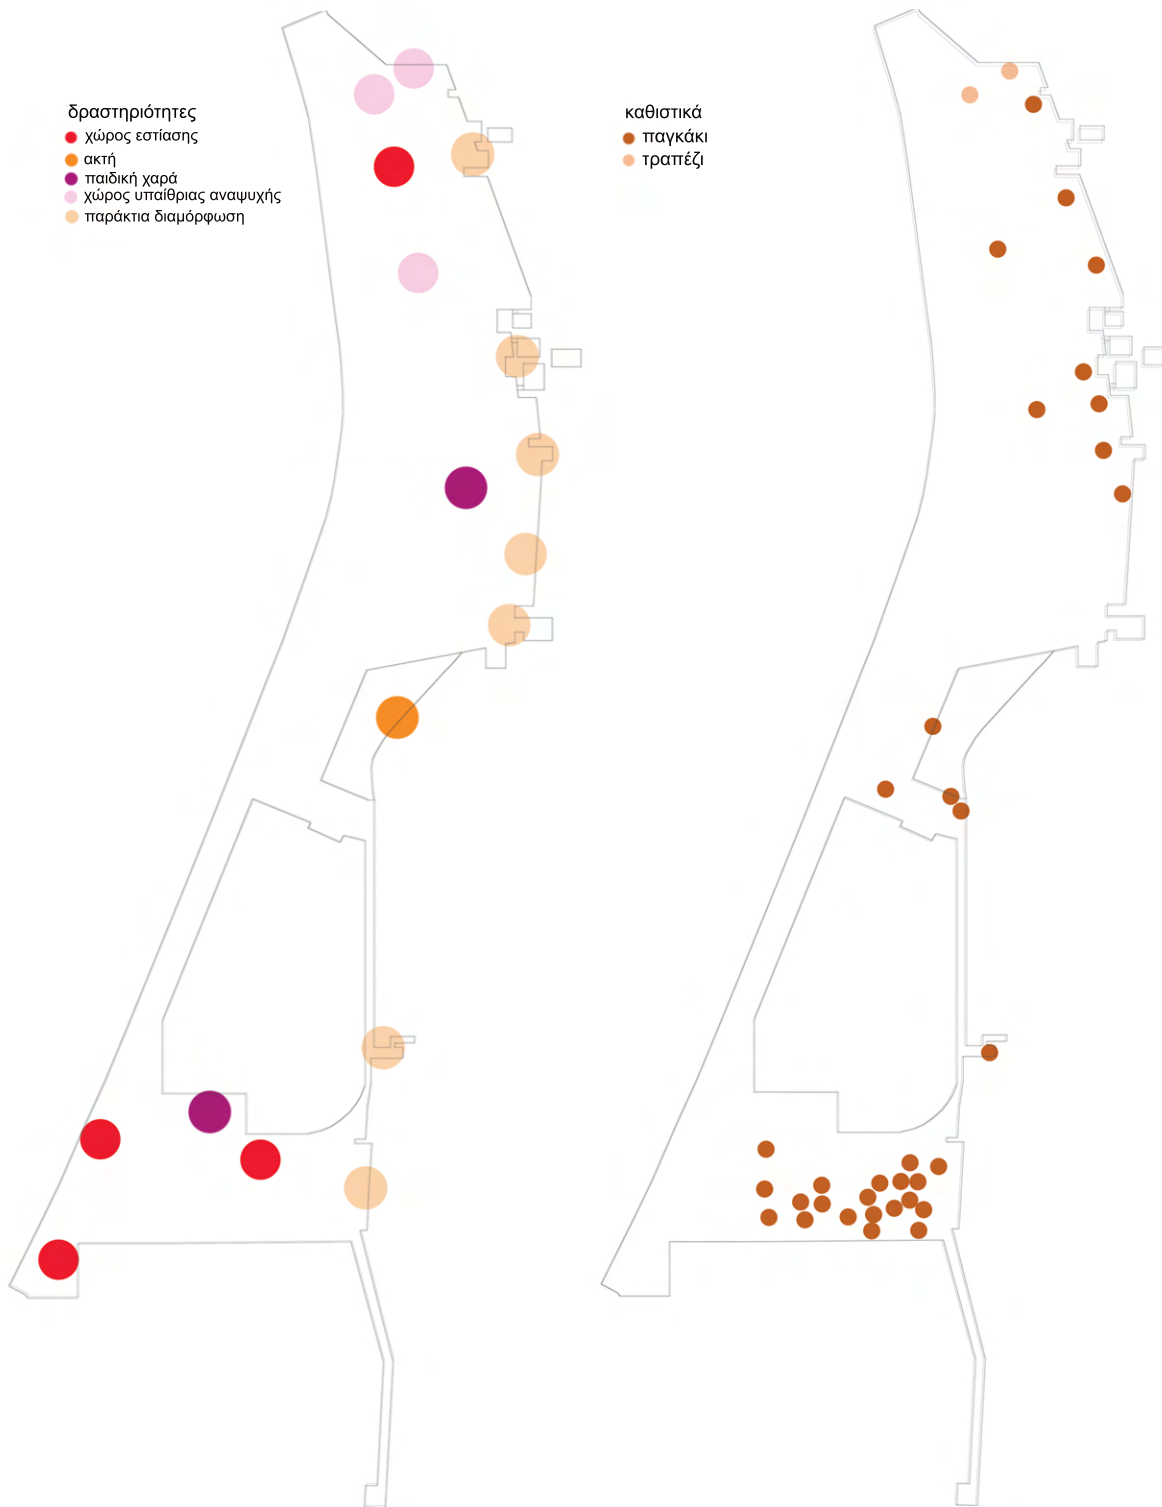 δραστηριότητες
χώρος εστίασης
ακτή
παιδική χαρά
χώρος υπαίθριας αναψυχής
παράκτια διαμόρφωση
καθιστικά
παγκάκι
τραπέζι